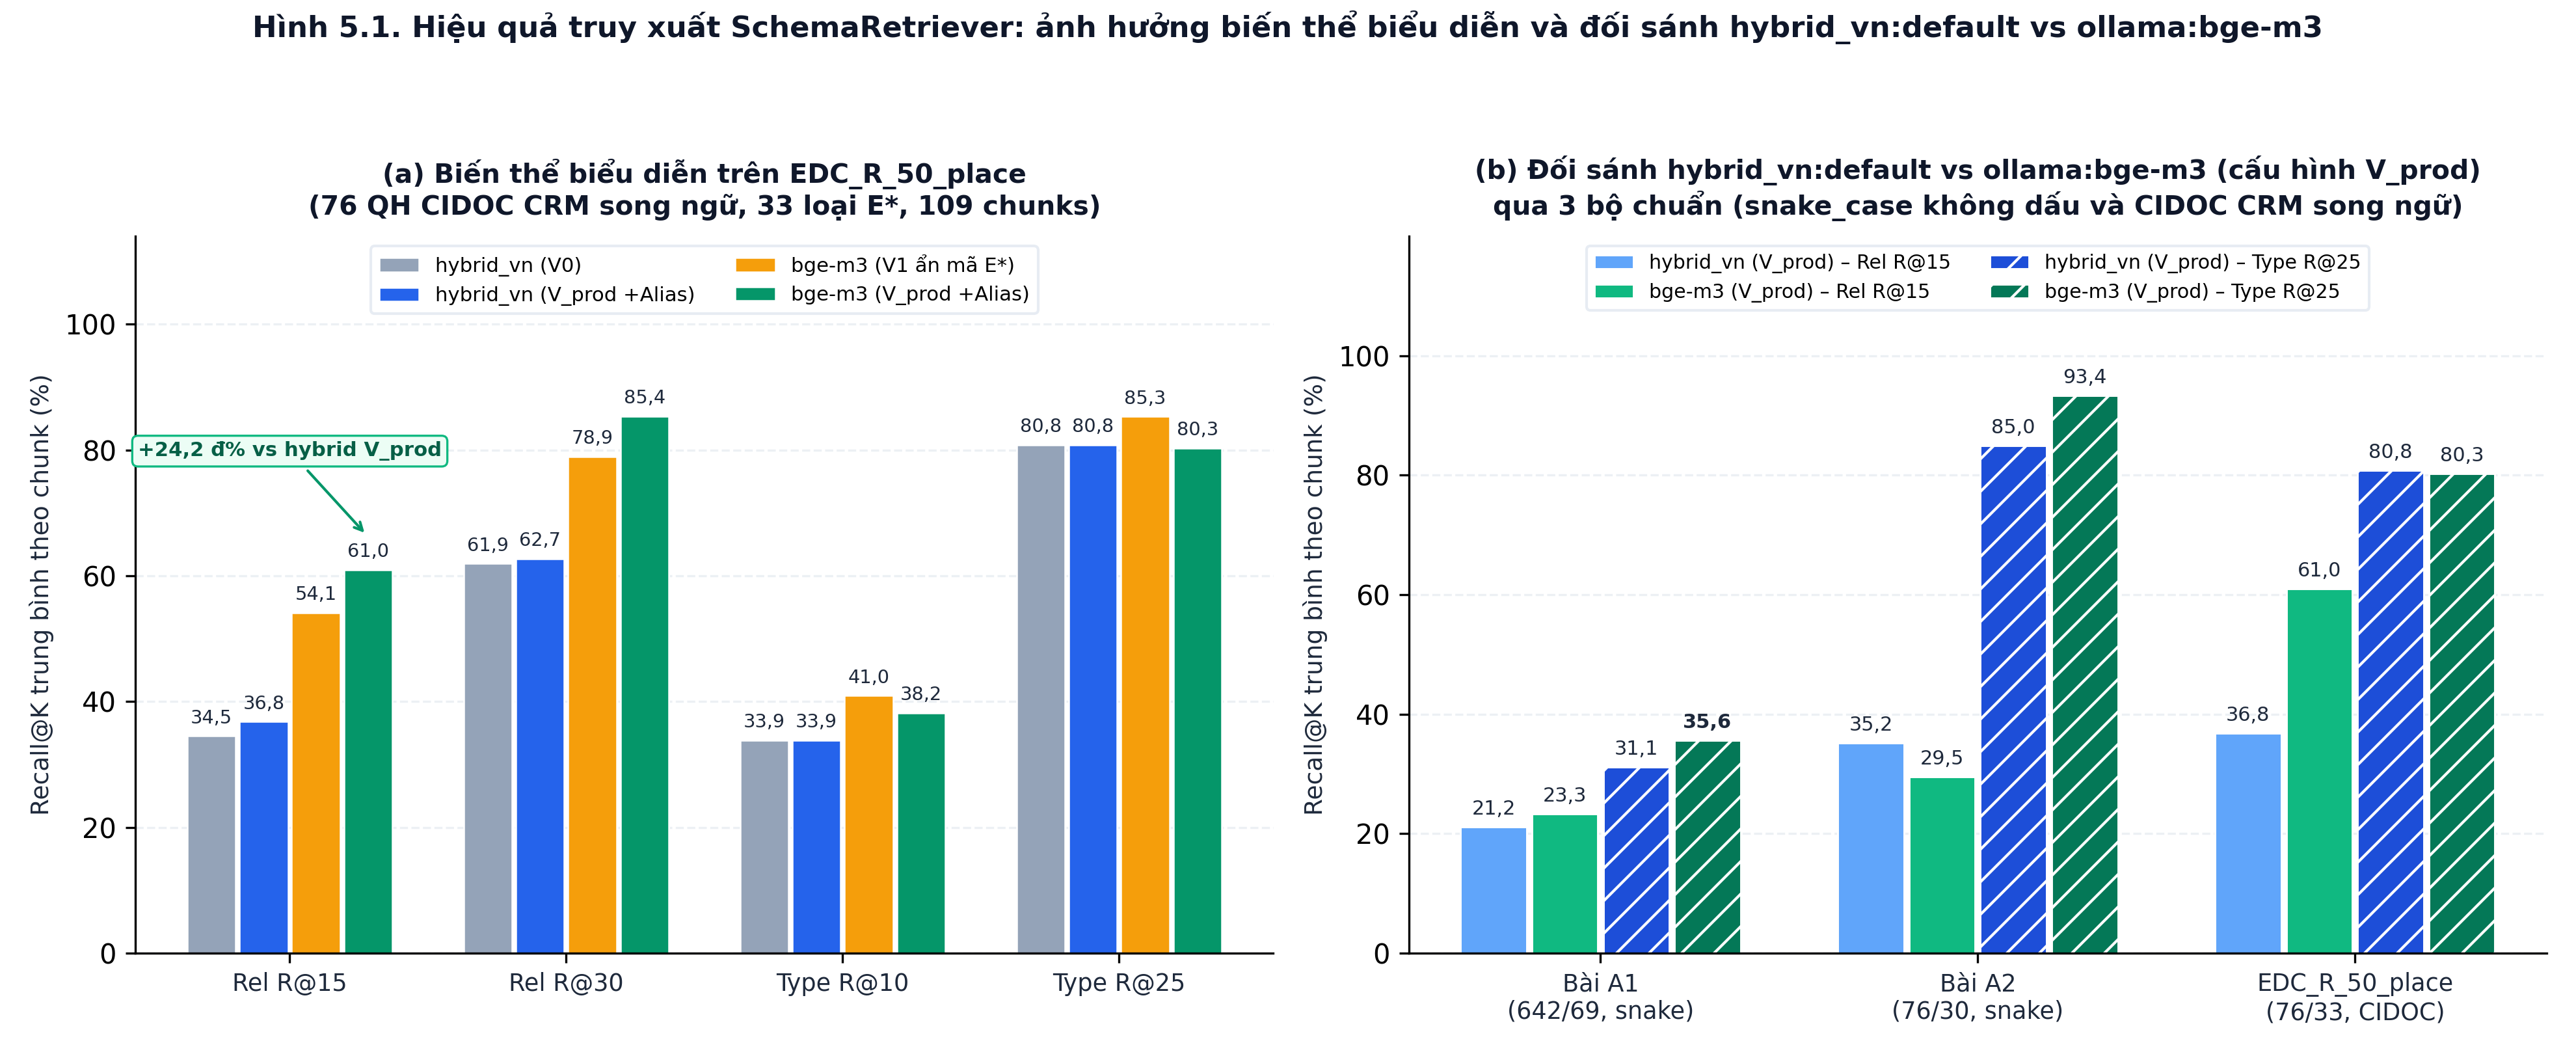 Hình 5.1. Hiệu quả truy xuất SchemaRetriever: ảnh hưởng biến thể biểu diễn và đối sánh hybrid_vn:default vs ollama:bge-m3
(a) Biến thể biểu diễn trên EDC_R_50_place
(76 QH CIDOC CRM song ngữ, 33 loại E*, 109 chunks)
hybrid_vn (V0)
hybrid_vn (V_prod +Alias)
bge-m3 (V1 ẩn mã E*)
bge-m3 (V_prod +Alias)
Recall@K trung bình theo chunk (%)
100
80
60
40
20
0
+24,2 đ% vs hybrid V_prod
34,5
36,8
54,1
61,0
61,9
62,7
78,9
85,4
33,9
33,9
41,0
38,2
80,8
80,8
85,3
80,3
Rel R@15
Rel R@30
Type R@10
Type R@25
(b) Đối sánh hybrid_vn:default vs ollama:bge-m3 (cấu hình V_prod)
qua 3 bộ chuẩn (snake_case không dấu và CIDOC CRM song ngữ)
hybrid_vn (V_prod) – Rel R@15
bge-m3 (V_prod) – Rel R@15
hybrid_vn (V_prod) – Type R@25
bge-m3 (V_prod) – Type R@25
Recall@K trung bình theo chunk (%)
100
80
60
40
20
0
21,2
23,3
31,1
35,6
35,2
29,5
85,0
93,4
36,8
61,0
80,8
80,3
Bài A1
(642/69, snake)
Bài A2
(76/30, snake)
EDC_R_50_place
(76/33, CIDOC)